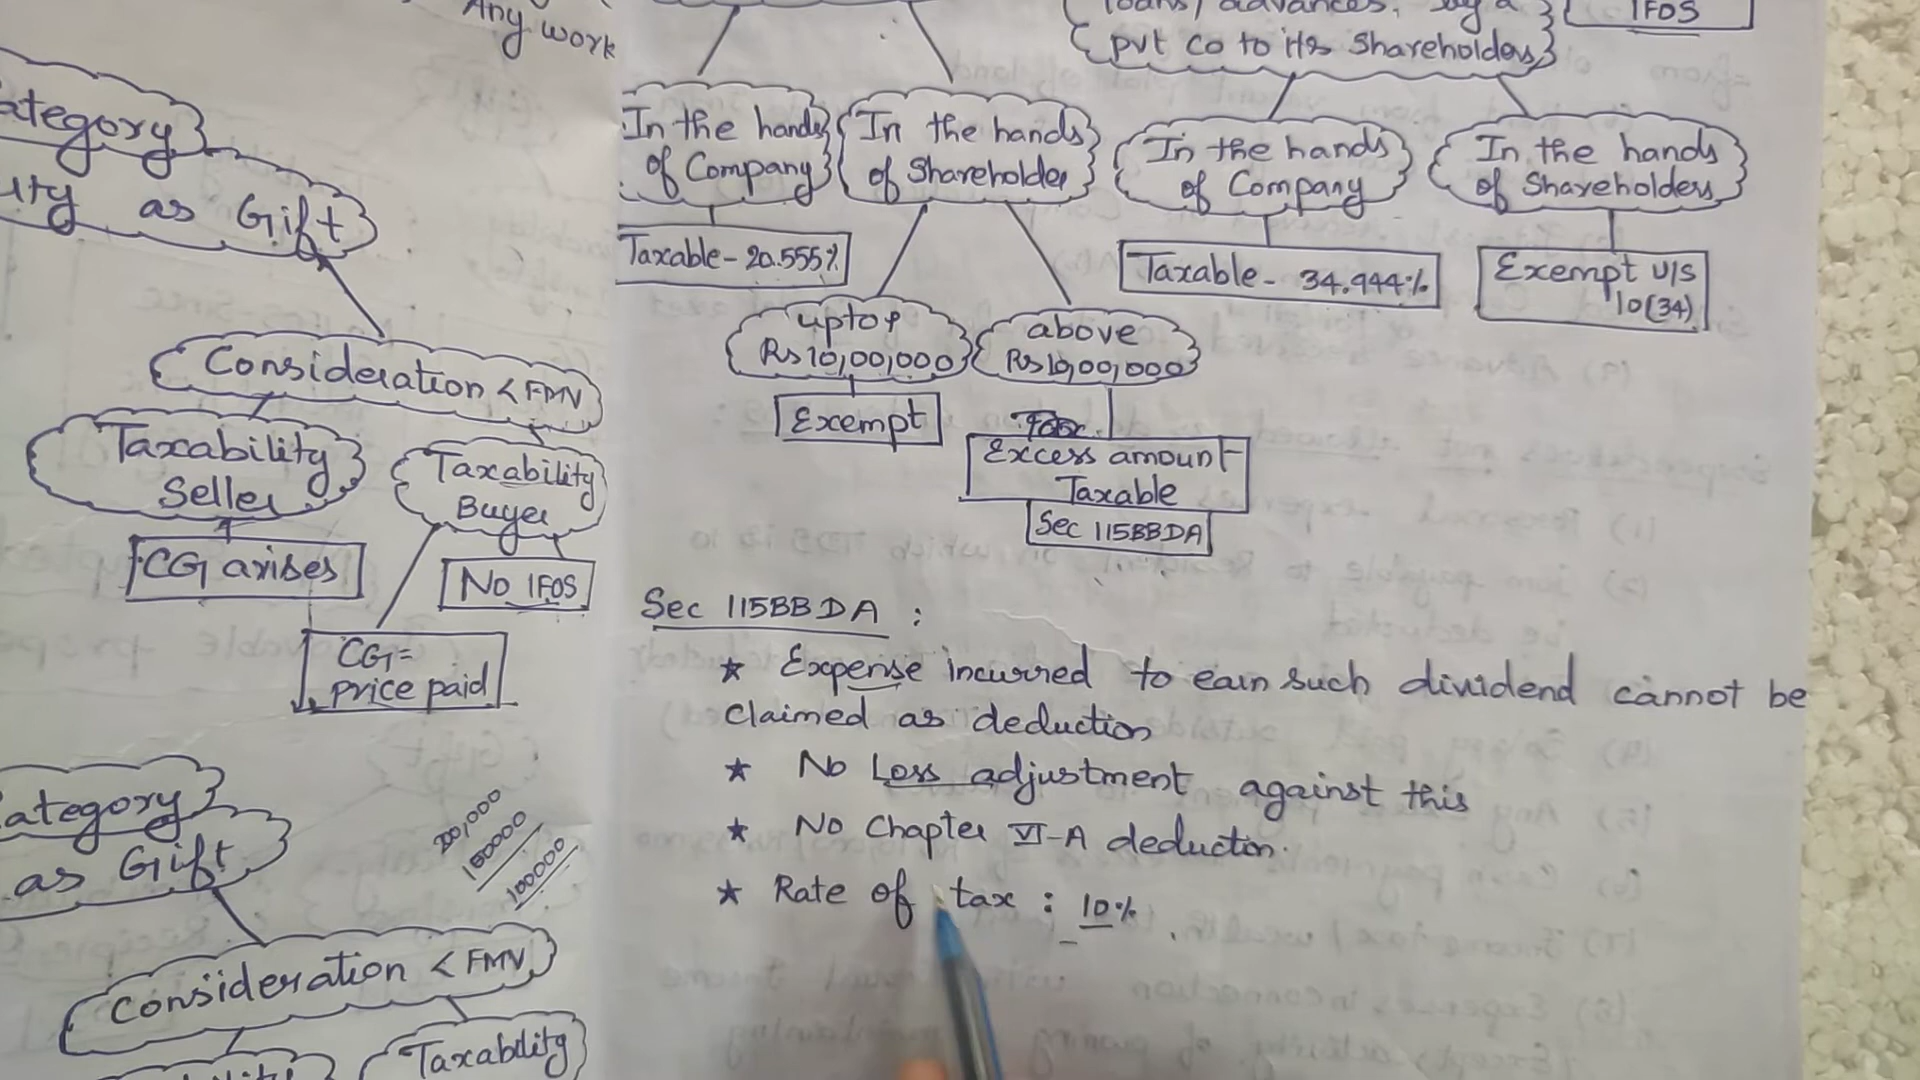 Any work
ategory
ity as Gift
Consideration < FMV
Taxability
Seller
CG arises
Taxability
Buyer
No IFOS
CG =
price paid
ategory
as Gift
200,000
100000
100000
Consideration < FMV
Taxability
loans/advances, by a
pvt co to its shareholders
IFOS
In the hands
of Company
Taxable - 20.555%
In the hands
of Shareholder
upto
Rs 10,00,000
Exempt
above
Rs 10,00,000
Excess amount
Taxable
Sec 115BBDA
In the hands
of Company
Taxable - 34.944%
In the hands
of Shareholders
Exempt u/s
10(34)
Sec 115BBDA :
★ Expense incurred to earn such dividend cannot be
claimed as deduction
★ No Loss adjustment against this
★ No Chapter VI-A deduction.
★ Rate of tax : 10%.